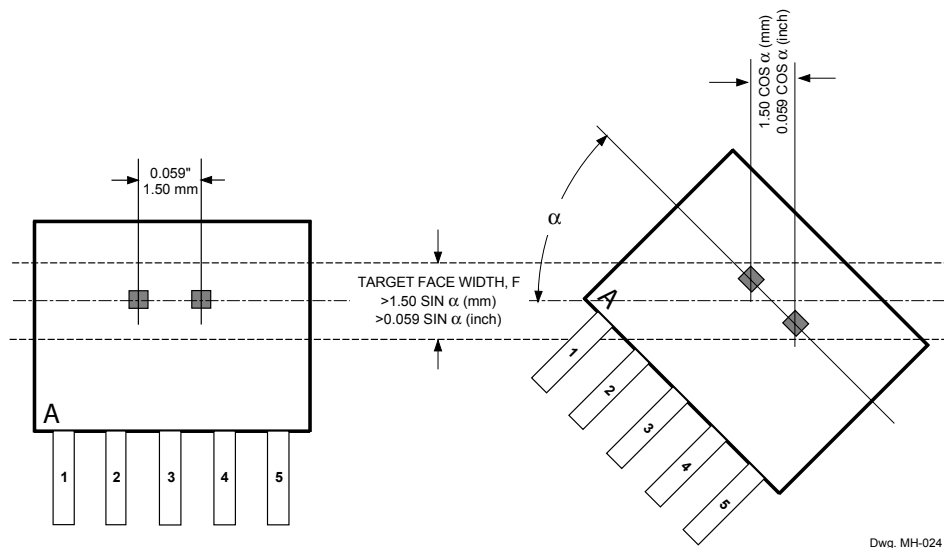 0.059"
1.50 mm
A
1
2
3
4
5
TARGET FACE WIDTH, F
>1.50 SIN α (mm)
>0.059 SIN α (inch)
1.50 COS α (mm)
0.059 COS α (inch)
α
A
1
2
3
4
5
Dwg. MH-024